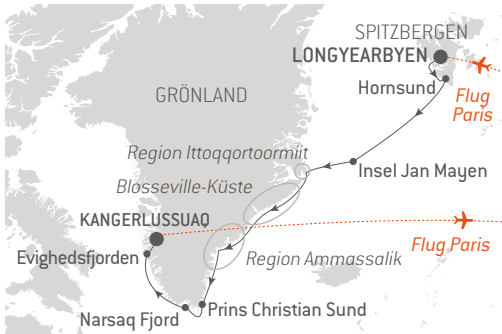 SPITZBERGEN
LONGYEARBYEN
Hornsund
Flug
Paris
GRÖNLAND
Region Ittoqqortoormiit
Insel Jan Mayen
Blosseville-Küste
KANGERLUSSUAQ
Flug Paris
Evighedsfjorden
Region Ammassalik
Narsaq Fjord
Prins Christian Sund